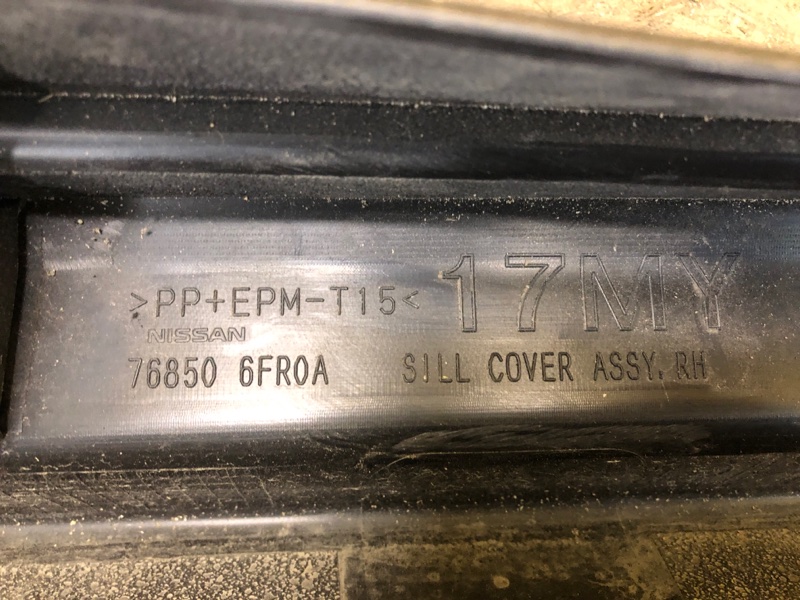 17MY
>PP+EPM-T15<
NISSAN
76850 6FR0A SILL COVER ASSY. RH